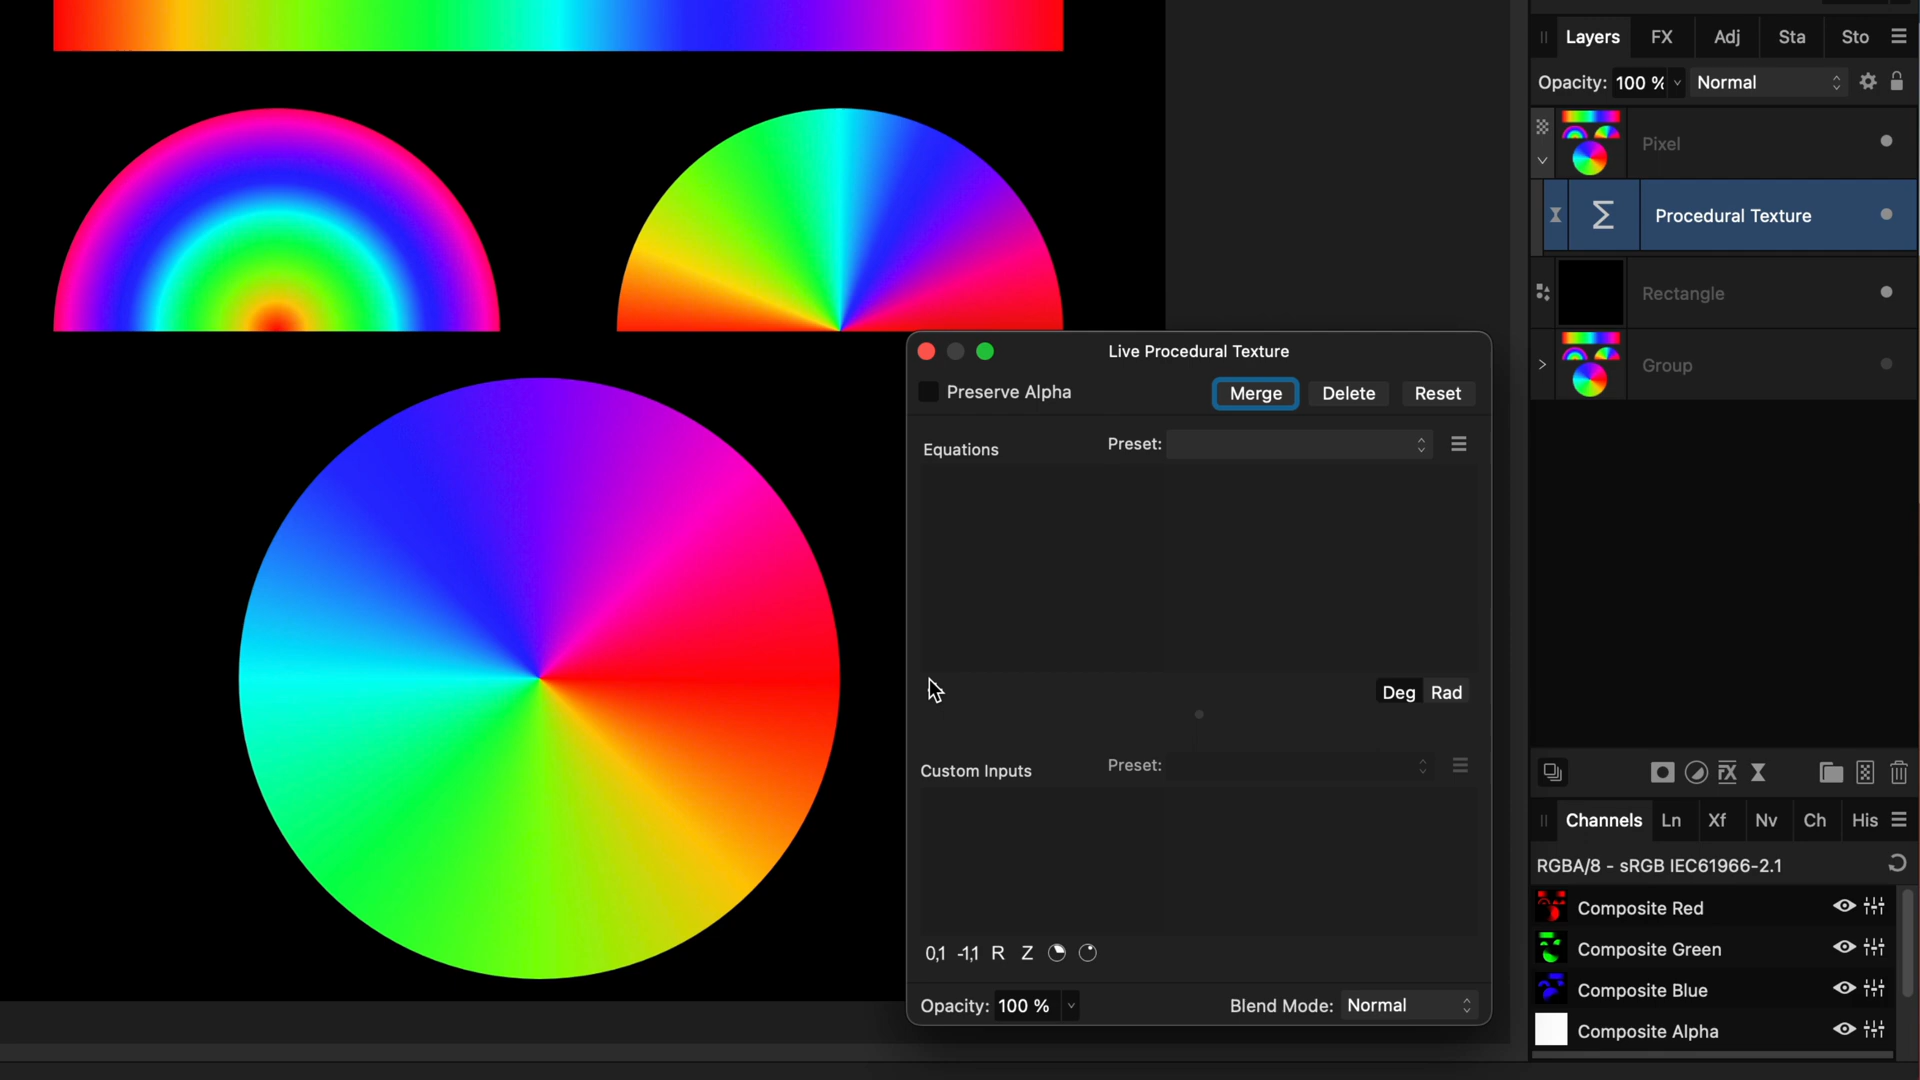 Layers FX Adj Sta Sto
Opacity: 100 % Normal
Pixel
Procedural Texture
Rectangle
Group
Live Procedural Texture
Preserve Alpha Merge Delete Reset
Equations Preset:
Deg Rad
Custom Inputs Preset:
0,1 -1,1 R Z
Opacity: 100 % Blend Mode: Normal
FX
Channels Ln Xf Nv Ch His
RGBA/8 - sRGB IEC61966-2.1
Composite Red
Composite Green
Composite Blue
Composite Alpha